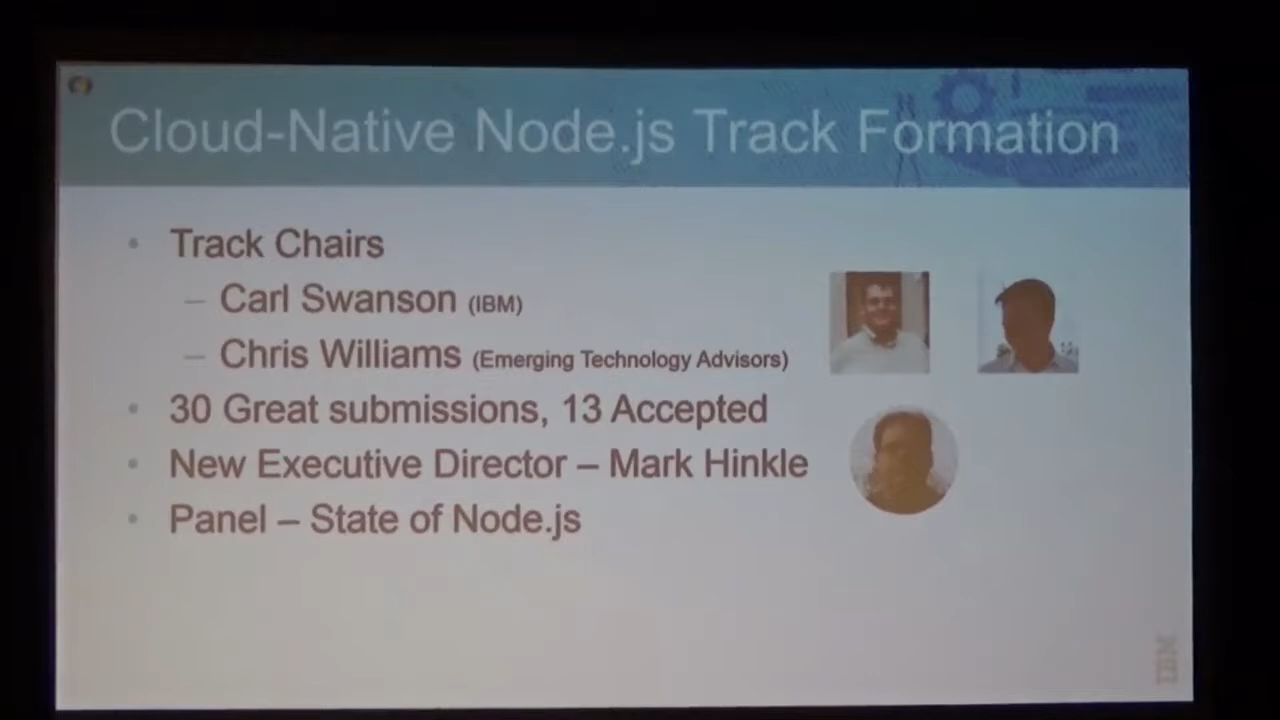 Cloud-Native Node.js Track Formation
• Track Chairs
– Carl Swanson (IBM)
– Chris Williams (Emerging Technology Advisors)
• 30 Great submissions, 13 Accepted
• New Executive Director – Mark Hinkle
• Panel – State of Node.js
IBM